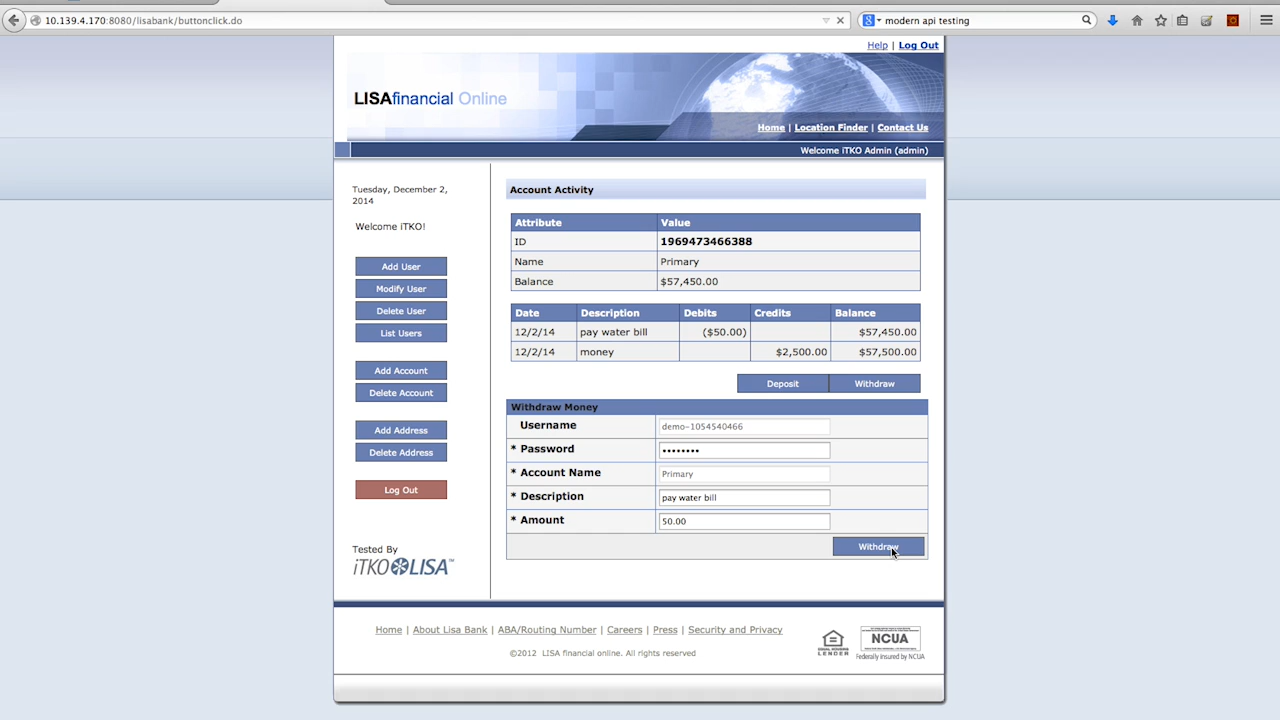 10.139.4.170:8080/lisabank/buttonclick.do
modern api testing
Help | Log Out
LISAfinancial Online
Home | Location Finder | Contact Us
Welcome iTKO Admin (admin)
Tuesday, December 2,
2014
Welcome iTKO!
Add User
Modify User
Delete User
List Users
Add Account
Delete Account
Add Address
Delete Address
Log Out
Tested By
iTKO LISA™
Account Activity
Attribute Value
ID 1969473466388
Name Primary
Balance $57,450.00
Date Description Debits Credits Balance
12/2/14 pay water bill ($50.00) $57,450.00
12/2/14 money $2,500.00 $57,500.00
Deposit Withdraw
Withdraw Money
Username demo-1054540466
* Password ••••••••
* Account Name Primary
* Description pay water bill
* Amount 50.00
Withdraw
Home | About Lisa Bank | ABA/Routing Number | Careers | Press | Security and Privacy
©2012 LISA financial online. All rights reserved
EQUAL HOUSING
LENDER
NCUA
Federally insured by NCUA